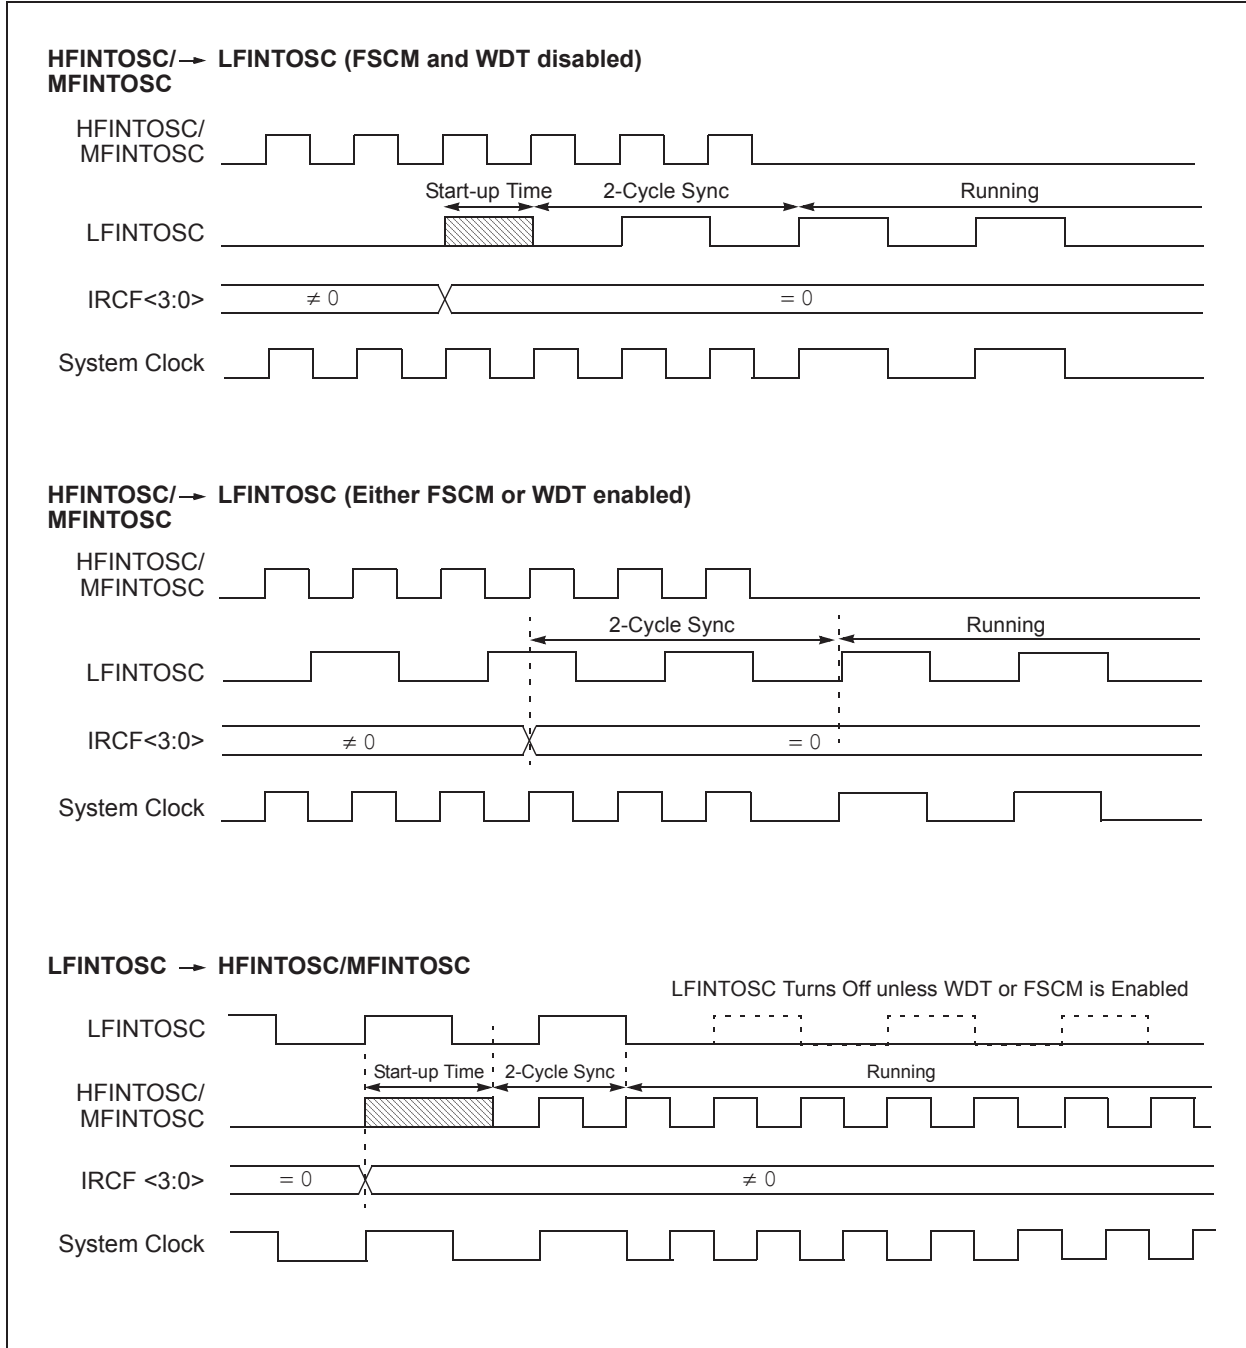 HFINTOSC/→ LFINTOSC (FSCM and WDT disabled)
MFINTOSC
HFINTOSC/
MFINTOSC
Start-up Time 2-Cycle Sync Running
LFINTOSC
IRCF<3:0> ≠ 0 = 0
System Clock
HFINTOSC/→ LFINTOSC (Either FSCM or WDT enabled)
MFINTOSC
HFINTOSC/
MFINTOSC
2-Cycle Sync Running
LFINTOSC
IRCF<3:0> ≠ 0 = 0
System Clock
LFINTOSC → HFINTOSC/MFINTOSC
LFINTOSC Turns Off unless WDT or FSCM is Enabled
LFINTOSC
Start-up Time 2-Cycle Sync Running
HFINTOSC/
MFINTOSC
IRCF <3:0> = 0 ≠ 0
System Clock